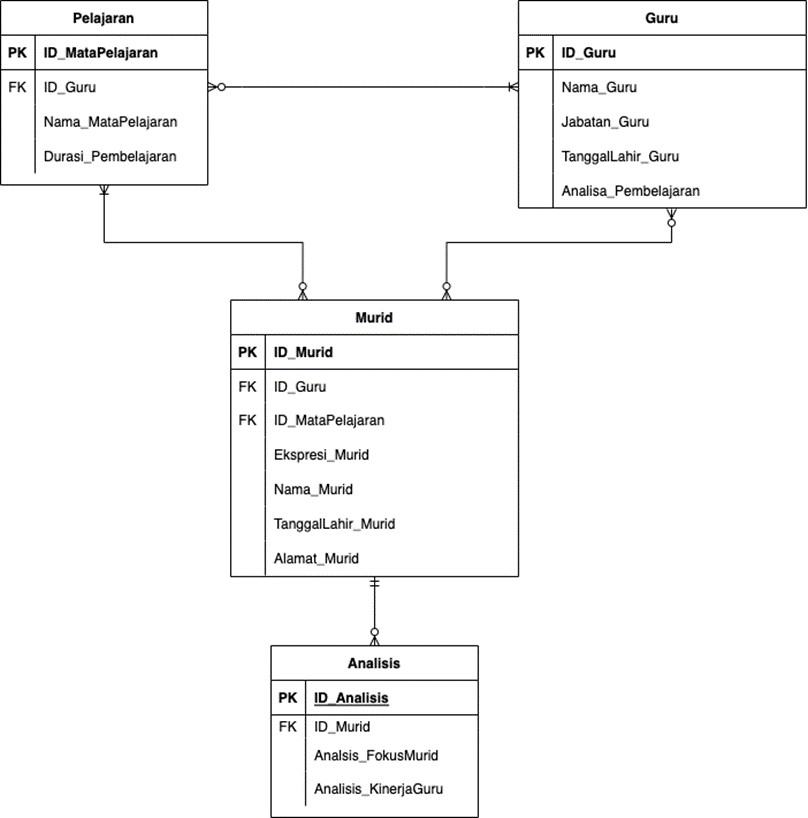 Pelajaran
PK ID_MataPelajaran
FK ID_Guru
Nama_MataPelajaran
Durasi_Pembelajaran
Guru
PK ID_Guru
Nama_Guru
Jabatan_Guru
TanggalLahir_Guru
Analisa_Pembelajaran
Murid
PK ID_Murid
FK ID_Guru
FK ID_MataPelajaran
Ekspresi_Murid
Nama_Murid
TanggalLahir_Murid
Alamat_Murid
Analisis
PK ID_Analisis
FK ID_Murid
Analsis_FokusMurid
Analisis_KinerjaGuru